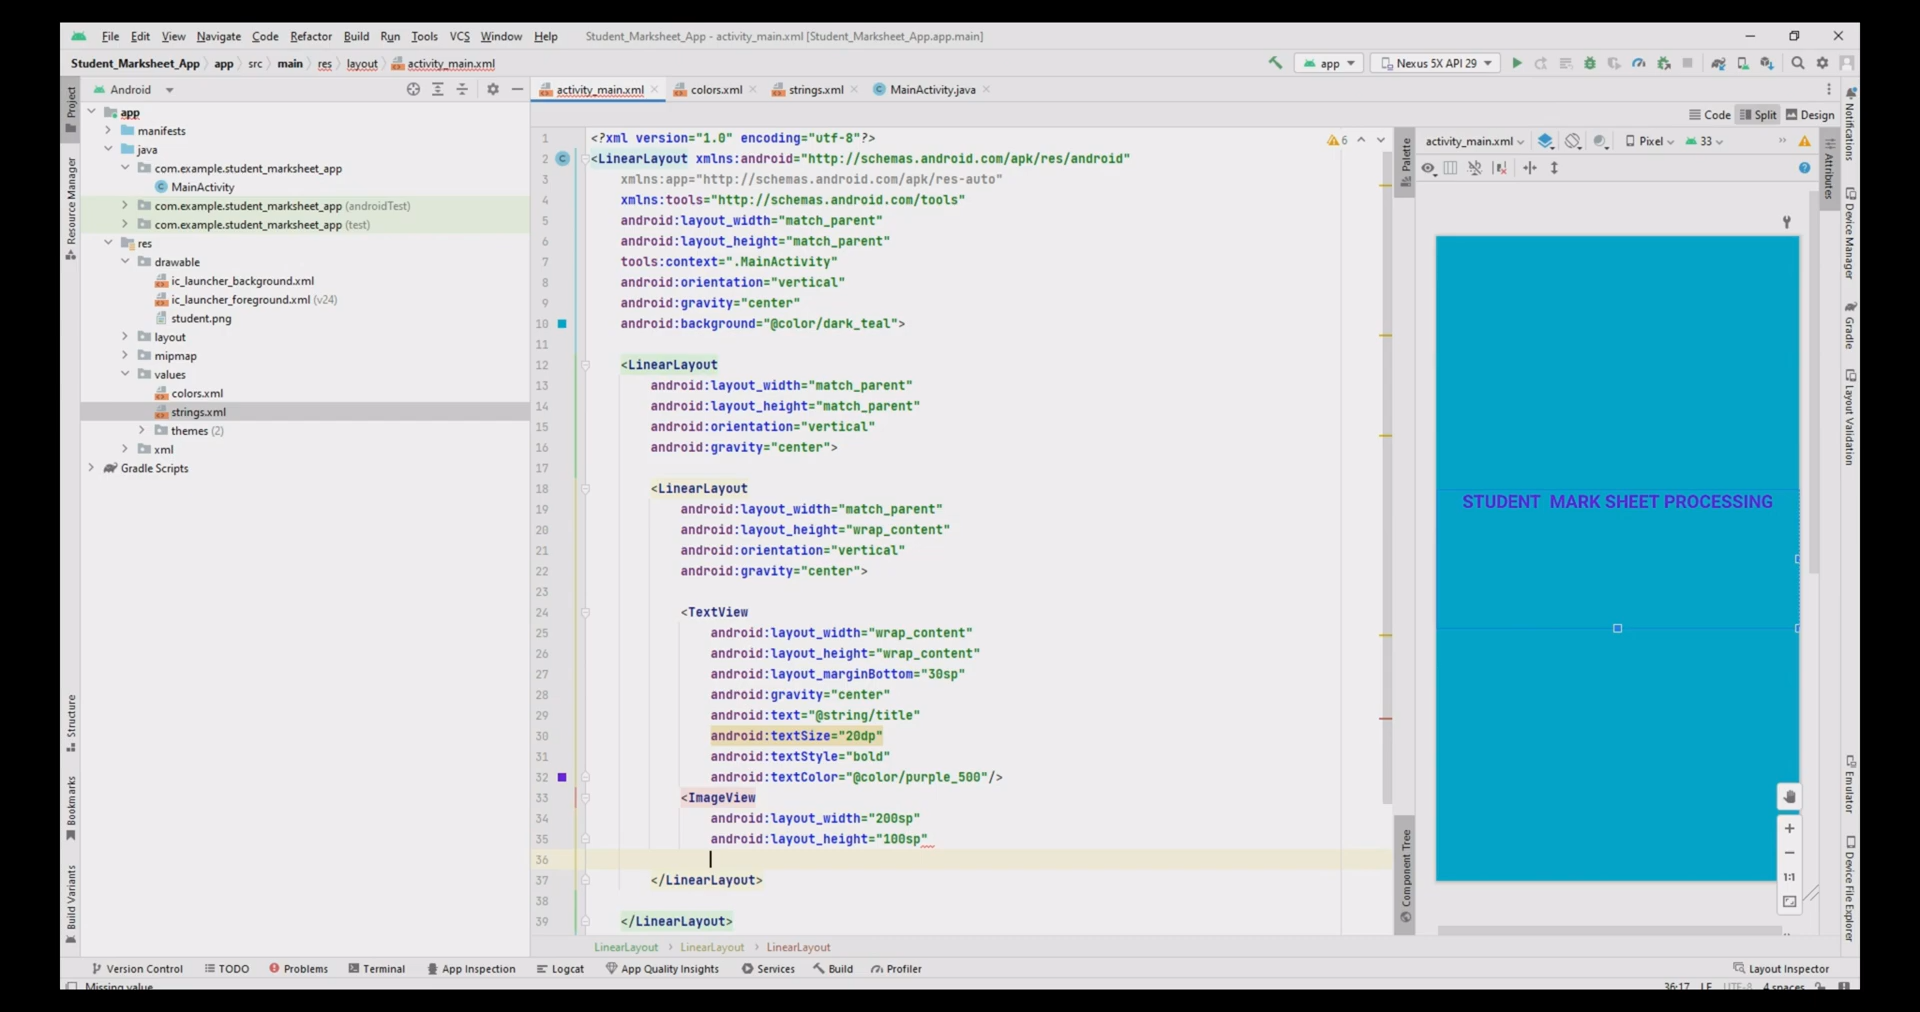 File Edit View Navigate Code Refactor Build Run Tools VCS Window Help Student_Marksheet_App - activity_main.xml [Student_Marksheet_App.app.main]
Student_Marksheet_App app src main res layout activity_main.xml app Nexus 5X API 29
Project
Resource Manager
Structure
Bookmarks
Build Variants
Android
app
manifests
java
com.example.student_marksheet_app
MainActivity
com.example.student_marksheet_app (androidTest)
com.example.student_marksheet_app (test)
res
drawable
ic_launcher_background.xml
ic_launcher_foreground.xml (v24)
student.png
layout
mipmap
values
colors.xml
strings.xml
themes (2)
xml
Gradle Scripts
activity_main.xml colors.xml strings.xml MainActivity.java
Code Split Design
6
1 <?xml version="1.0" encoding="utf-8"?>
2 <LinearLayout xmlns:android="http://schemas.android.com/apk/res/android"
3 xmlns:app="http://schemas.android.com/apk/res-auto"
4 xmlns:tools="http://schemas.android.com/tools"
5 android:layout_width="match_parent"
6 android:layout_height="match_parent"
7 tools:context=".MainActivity"
8 android:orientation="vertical"
9 android:gravity="center"
10 android:background="@color/dark_teal">
11
12 <LinearLayout
13 android:layout_width="match_parent"
14 android:layout_height="match_parent"
15 android:orientation="vertical"
16 android:gravity="center">
17
18 <LinearLayout
19 android:layout_width="match_parent"
20 android:layout_height="wrap_content"
21 android:orientation="vertical"
22 android:gravity="center">
23
24 <TextView
25 android:layout_width="wrap_content"
26 android:layout_height="wrap_content"
27 android:layout_marginBottom="30sp"
28 android:gravity="center"
29 android:text="@string/title"
30 android:textSize="20dp"
31 android:textStyle="bold"
32 android:textColor="@color/purple_500"/>
33 <ImageView
34 android:layout_width="200sp"
35 android:layout_height="100sp"
36
37 </LinearLayout>
38
39 </LinearLayout>
LinearLayout LinearLayout LinearLayout
Palette
Component Tree
activity_main.xml Pixel 33
STUDENT MARK SHEET PROCESSING
1:1
Attributes
Notifications
Device Manager
Gradle
Layout Validation
Emulator
Device File Explorer
Version Control TODO Problems Terminal App Inspection Logcat App Quality Insights Services Build Profiler Layout Inspector
Missing value 36:17 LF UTF-8 4 spaces